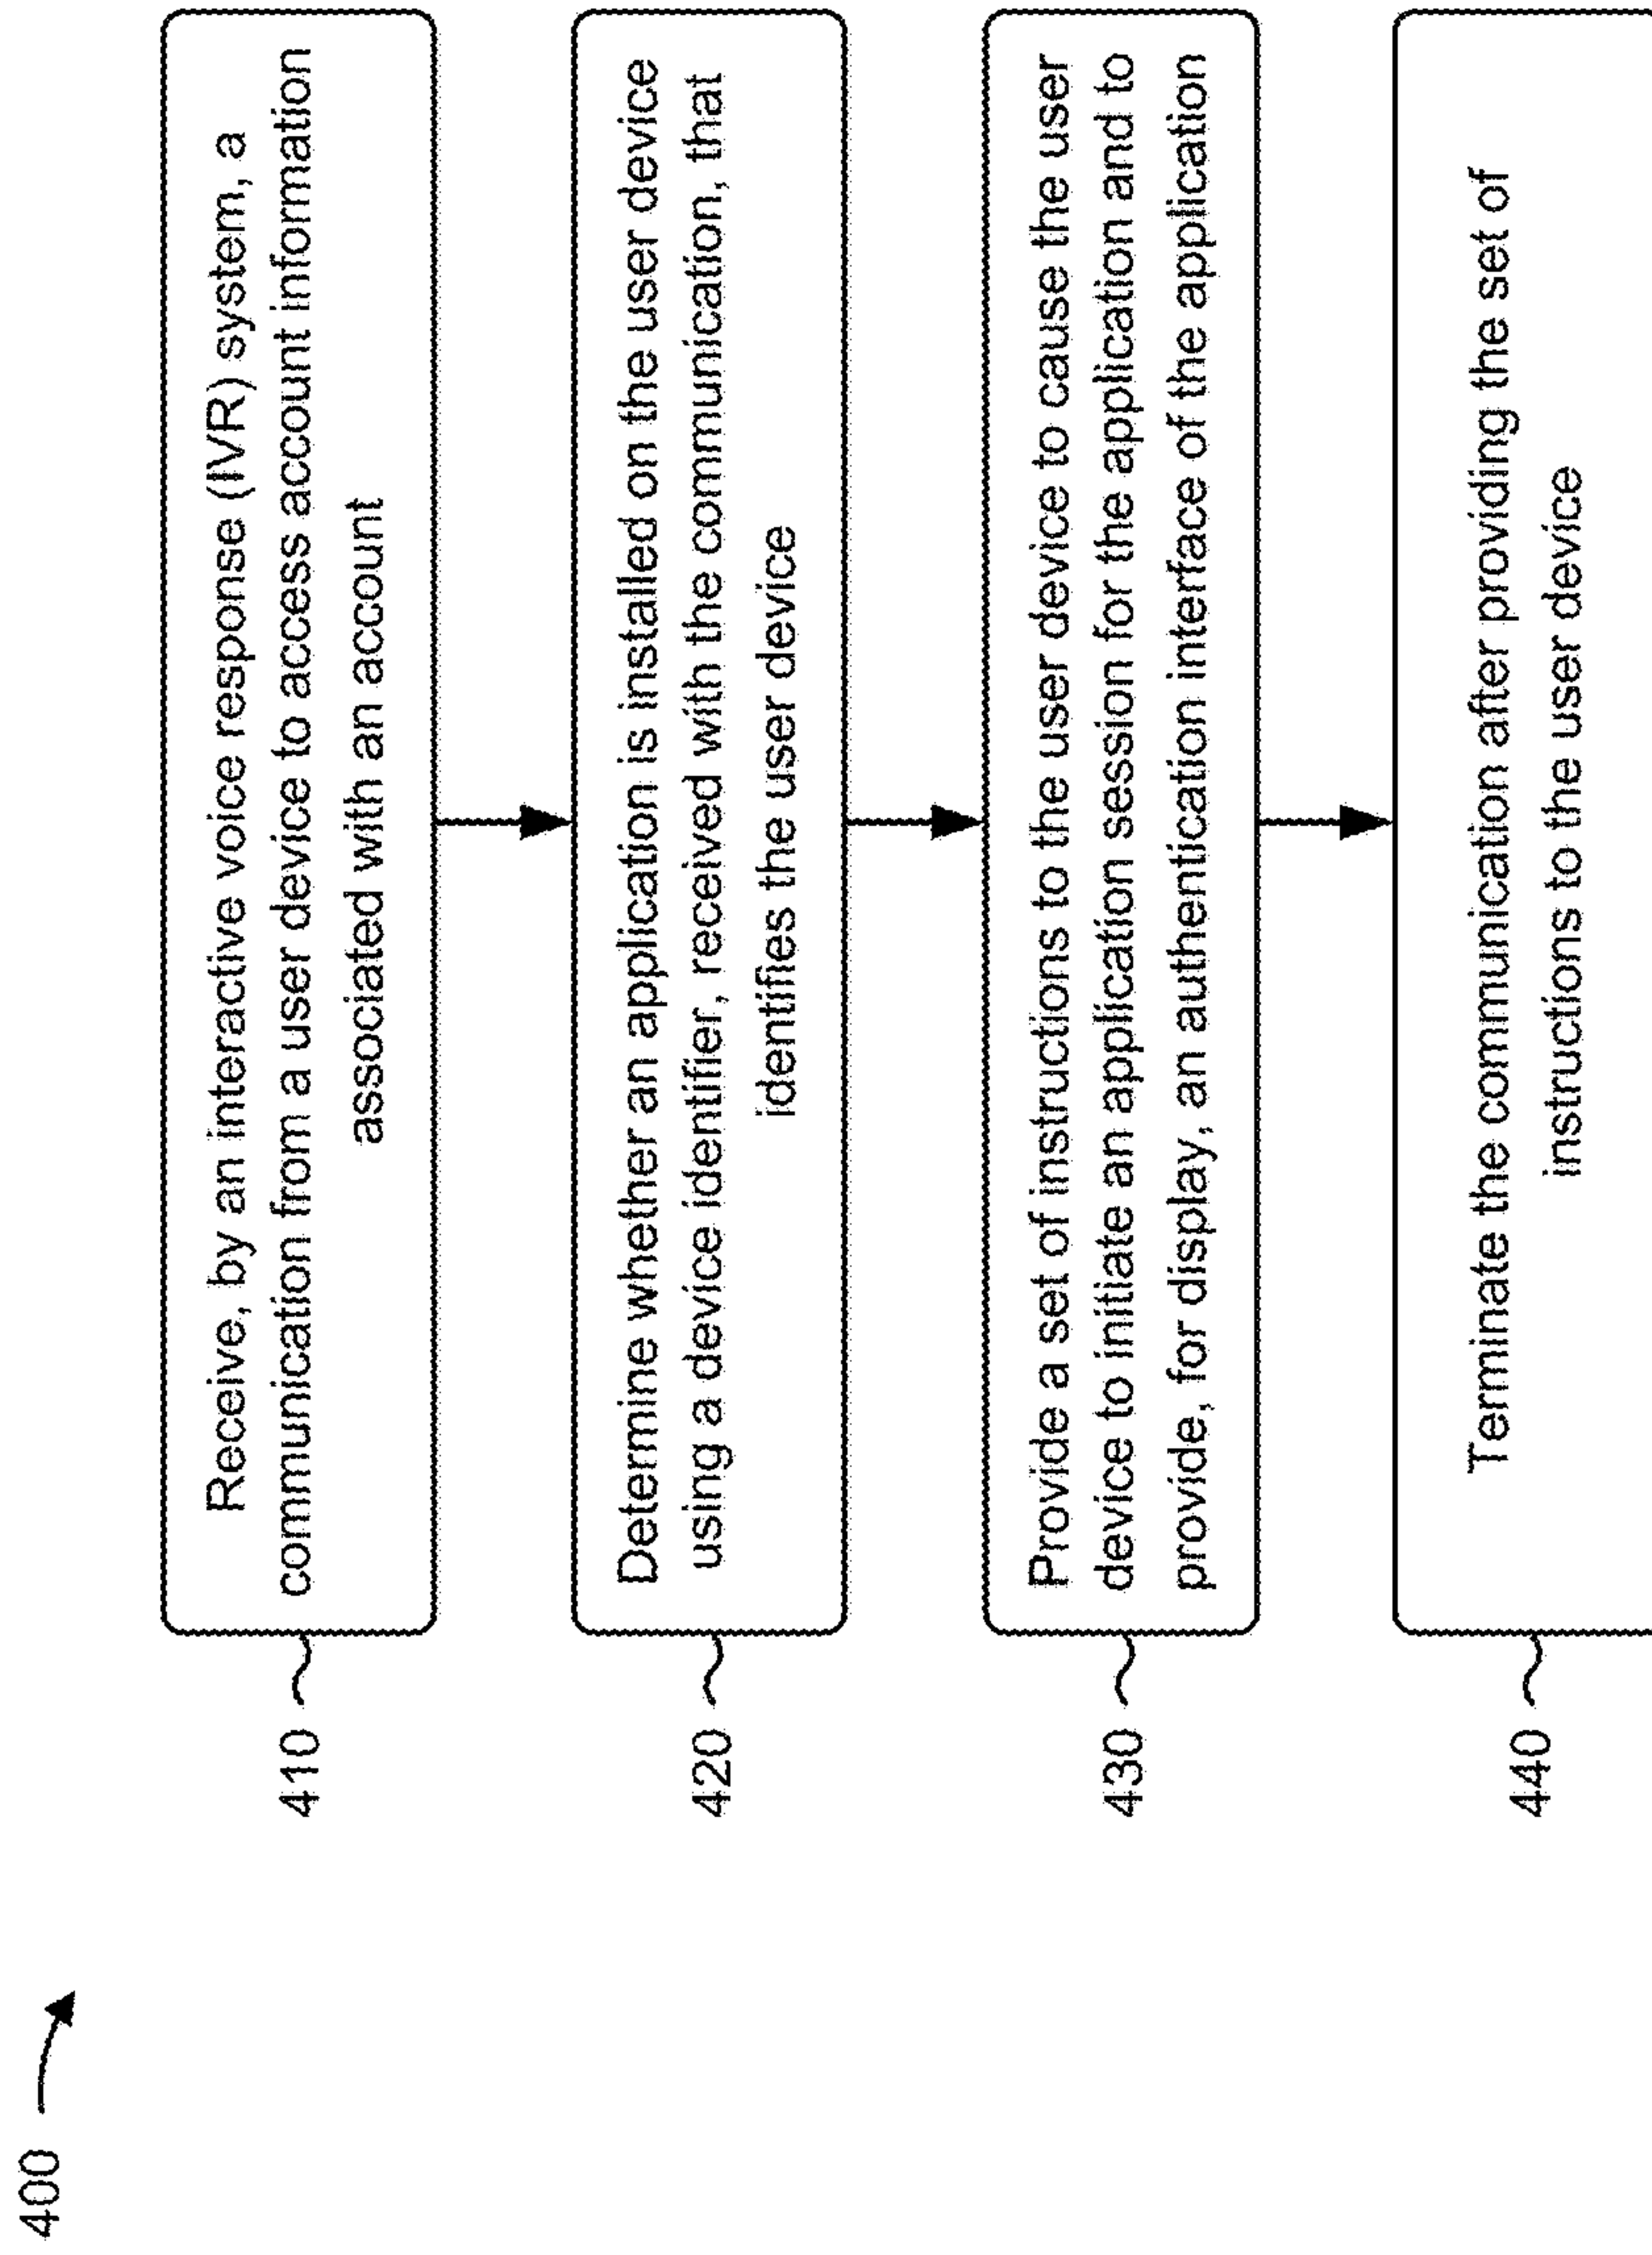 400
410
Receive, by an interactive voice response (IVR) system, a
communication from a user device to access account information
associated with an account
420
Determine whether an application is installed on the user device
using a device identifier, received with the communication, that
identifies the user device
430
Provide a set of instructions to the user device to cause the user
device to initiate an application session for the application and to
provide, for display, an authentication interface of the application
440
Terminate the communication after providing the set of
instructions to the user device